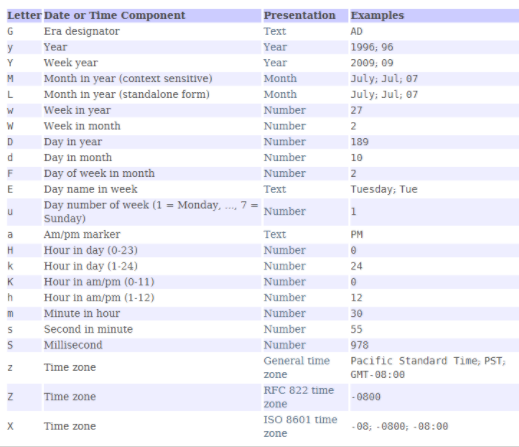 Letter Date or Time Component Presentation Examples
G Era designator Text AD
y Year Year 1996; 96
Y Week year Year 2009; 09
M Month in year (context sensitive) Month July; Jul; 07
L Month in year (standalone form) Month July; Jul; 07
w Week in year Number 27
W Week in month Number 2
D Day in year Number 189
d Day in month Number 10
F Day of week in month Number 2
E Day name in week Text Tuesday; Tue
u Day number of week (1 = Monday, ..., 7 = Sunday) Number 1
a Am/pm marker Text PM
H Hour in day (0-23) Number 0
k Hour in day (1-24) Number 24
K Hour in am/pm (0-11) Number 0
h Hour in am/pm (1-12) Number 12
m Minute in hour Number 30
s Second in minute Number 55
S Millisecond Number 978
z Time zone General time zone Pacific Standard Time; PST; GMT-08:00
Z Time zone RFC 822 time zone -0800
X Time zone ISO 8601 time zone -08; -0800; -08:00